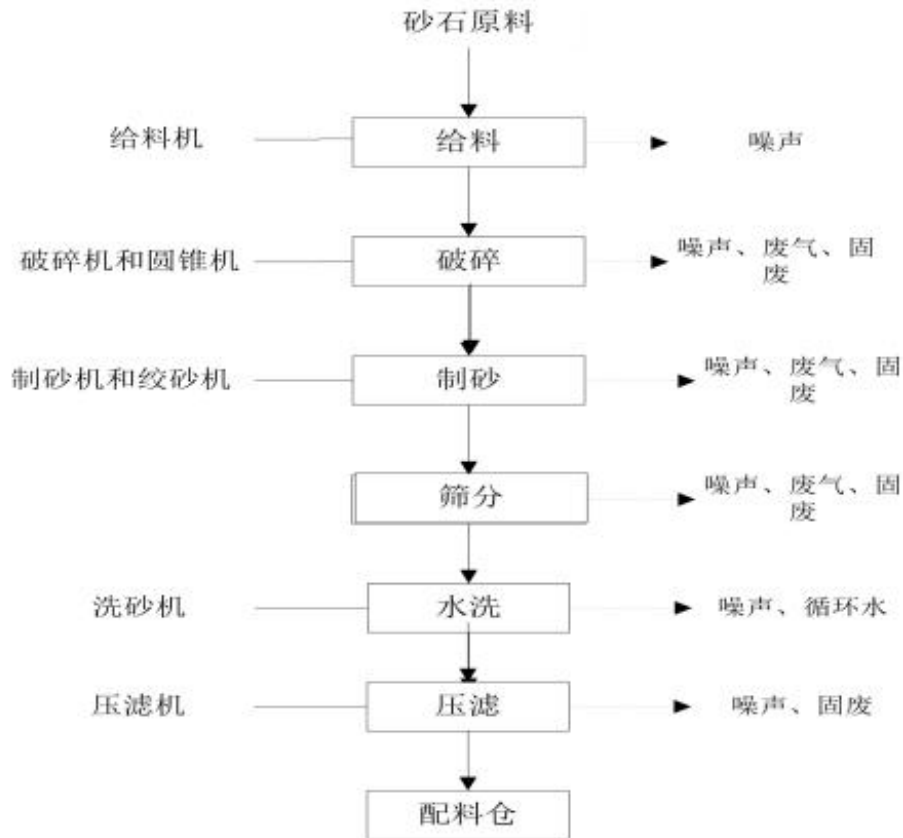 砂石原料
给料机
给料
噪声
破碎机和圆锥机
破碎
噪声、废气、固
废
制砂机和绞砂机
制砂
噪声、废气、固
废
筛分
噪声、废气、固
废
洗砂机
水洗
噪声、循环水
压滤机
压滤
噪声、固废
配料仓